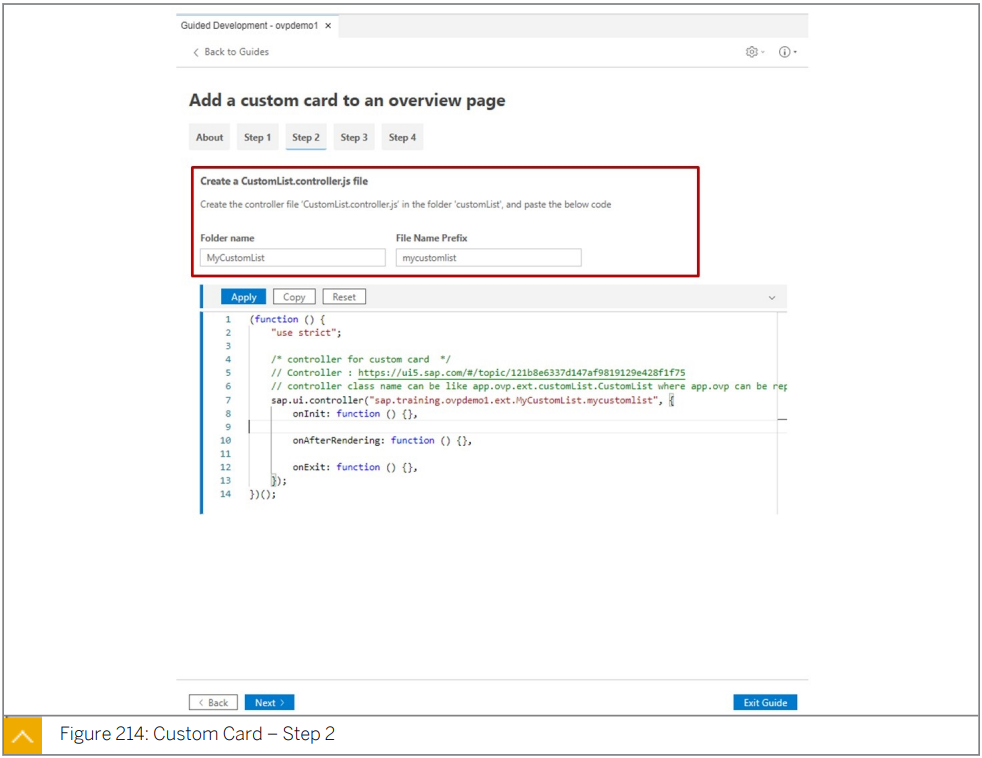 Guided Development - ovpdemo1 ×
Back to Guides
Add a custom card to an overview page
About Step 1 Step 2 Step 3 Step 4
Create a CustomList.controller.js file
Create the controller file 'CustomList.controller.js' in the folder 'customList', and paste the below code
Folder name File Name Prefix
MyCustomList mycustomlist
Apply Copy Reset
1 (function () {
2 "use strict";
3
4 /* controller for custom card */
5 // Controller : https://ui5.sap.com/#/topic/121b8e6337d147af9819129e428f1f75
6 // controller class name can be like app.ovp.ext.customList.CustomList where app.ovp can be rep
7 sap.ui.controller("sap.training.ovpdemo1.ext.MyCustomList.mycustomlist", {
8 onInit: function () {},
9
10 onAfterRendering: function () {},
11
12 onExit: function () {},
13 });
14 })();
< Back Next > Exit Guide
Figure 214: Custom Card – Step 2